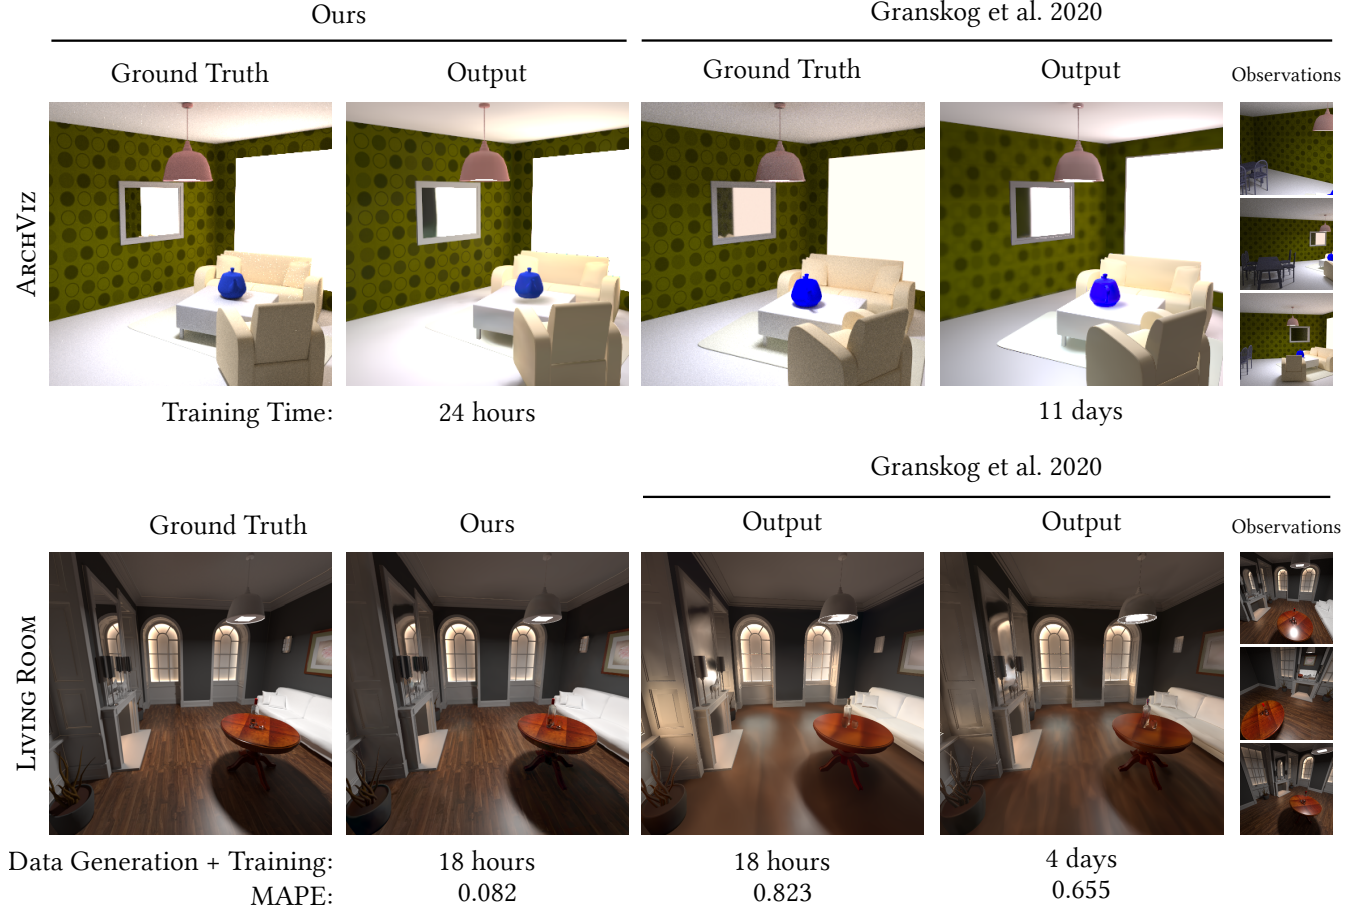 Ours
Granskog et al. 2020
Ground Truth
Output
Ground Truth
Output
Observations
ARCHVIZ
Training Time:
24 hours
11 days
Granskog et al. 2020
Ground Truth
Ours
Output
Output
Observations
LIVING ROOM
Data Generation + Training:
18 hours
18 hours
4 days
MAPE:
0.082
0.823
0.655